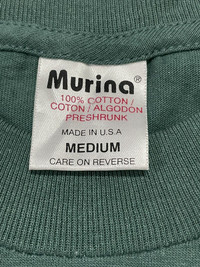 Murina®
100% COTTON/
COTON/ALGODON
PRESHRUNK
MADE IN U.S.A
MEDIUM
CARE ON REVERSE